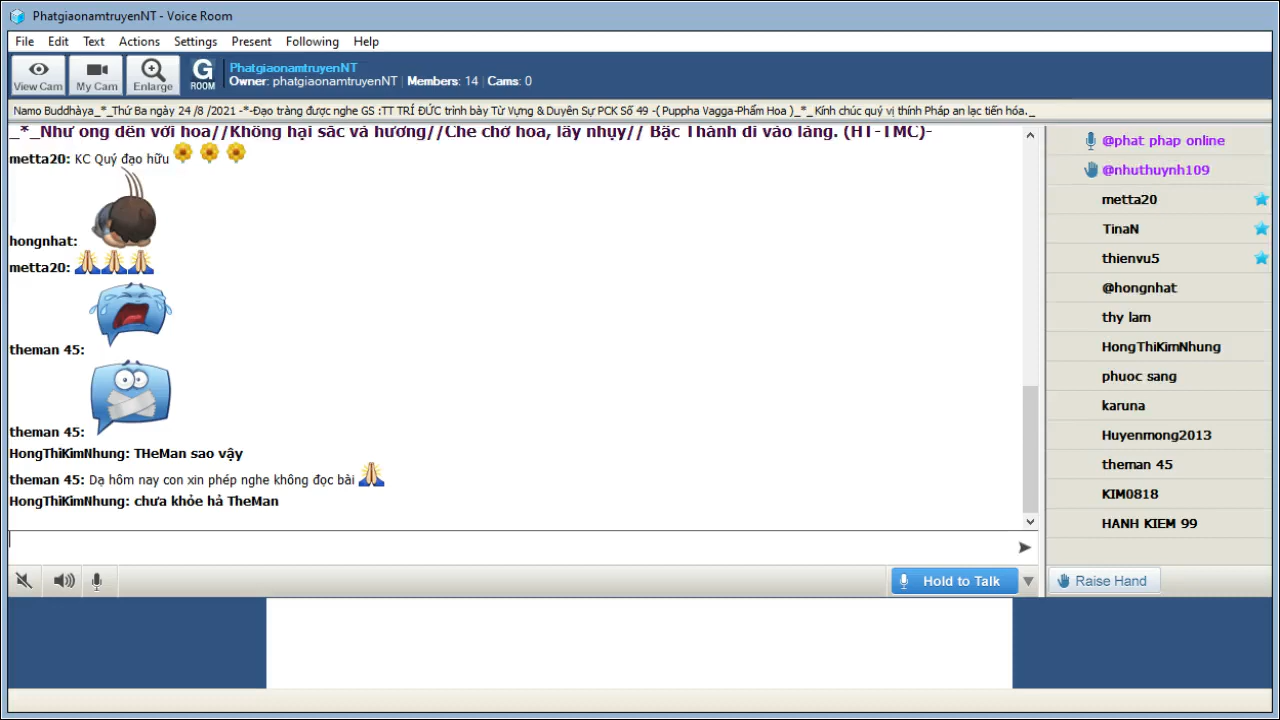 PhatgiaonamtruyenNT - Voice Room
File Edit Text Actions Settings Present Following Help
View Cam My Cam Enlarge G ROOM
PhatgiaonamtruyenNT
Owner: phatgiaonamtruyenNT Members: 14 Cams: 0
Namo Buddhàya_*_Thứ Ba ngày 24 /8 /2021 -*-Đạo tràng được nghe GS :TT TRÍ ĐỨC trình bày Từ Vựng & Duyên Sự PCK Số 49 -( Puppha Vagga-Phẩm Hoa )_*_Kính chúc quý vị thính Pháp an lạc tiến hóa._
_*_Như ong đến với hoa//Không hại sắc và hương//Che chở hoa, lấy nhụy// Bậc Thánh đi vào làng. (HT-TMC)-
metta20: KC Quý đạo hữu
hongnhat:
metta20:
theman 45:
theman 45:
HongThiKimNhung: THeMan sao vậy
theman 45: Dạ hôm nay con xin phép nghe không đọc bài
HongThiKimNhung: chưa khỏe hả TheMan
@phat phap online
@nhuthuynh109
metta20
TinaN
thienvu5
@hongnhat
thy lam
HongThiKimNhung
phuoc sang
karuna
Huyenmong2013
theman 45
KIM0818
HANH KIEM 99
Hold to Talk
Raise Hand